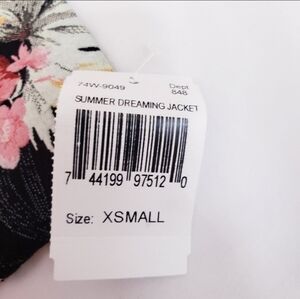 74W-9049 Dept
848
SUMMER DREAMING JACKET
7 44199 97512 0
Size: XSMALL